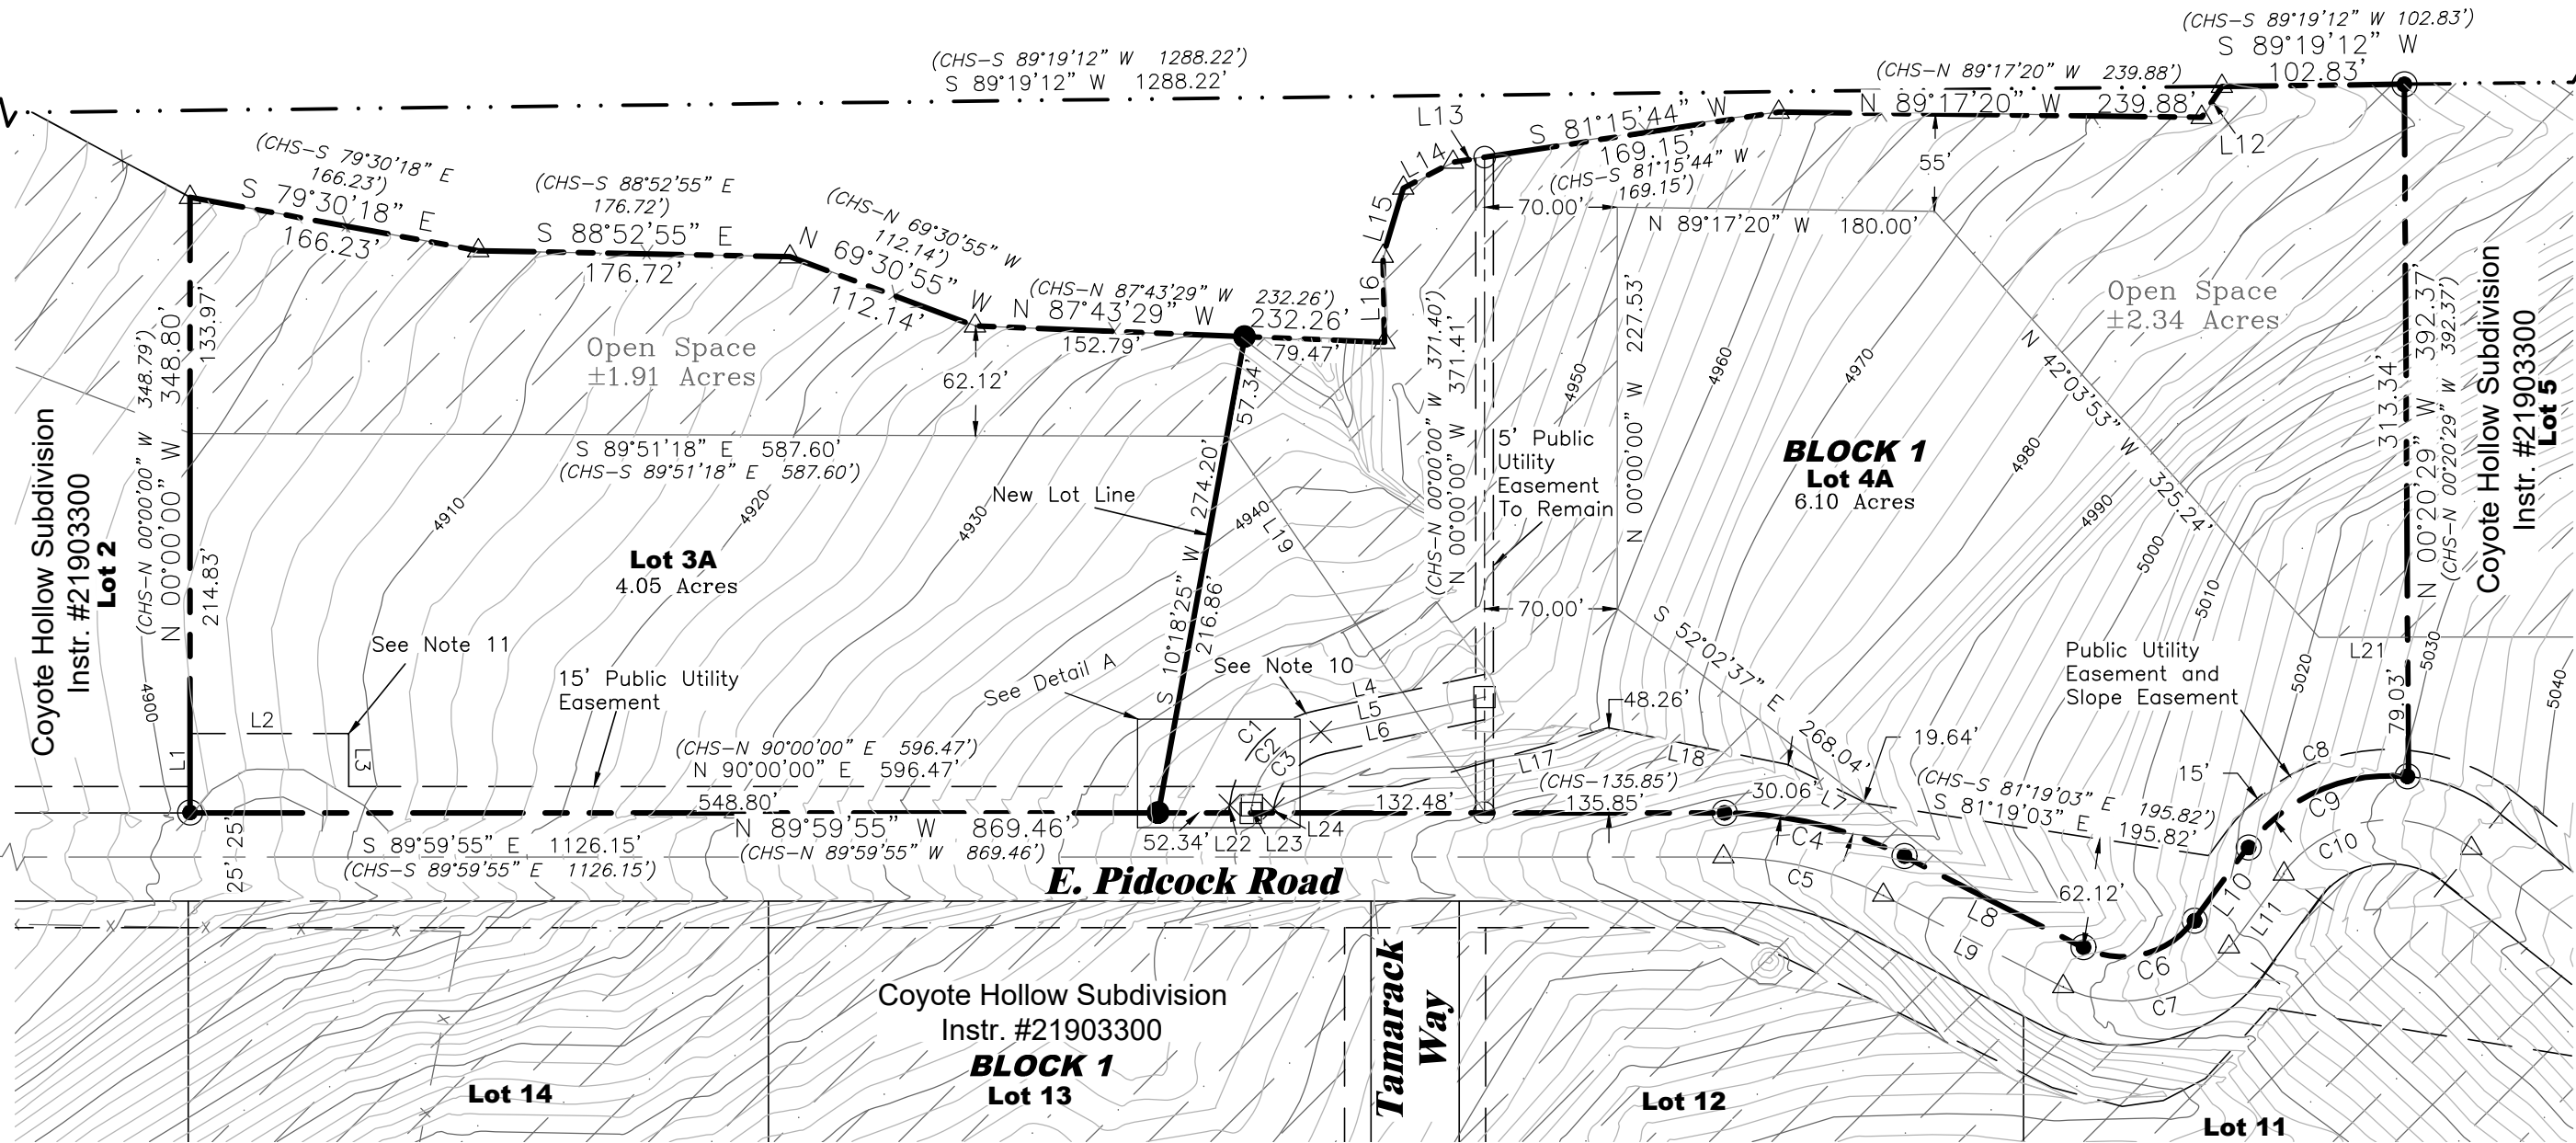 (CHS–S 89°19'12" W 102.83')
S 89°19'12" W
102.83'
(CHS–S 89°19'12" W 1288.22')
S 89°19'12" W 1288.22'
(CHS–N 89°17'20" W 239.88')
N 89°17'20" W 239.88'
L12
L13
S 81°15'44" W
169.15'
(CHS–S 81°15'44" W
169.15')
L14
L15
L16
55'
70.00'
N 89°17'20" W 180.00'
(CHS–S 79°30'18" E
166.23')
S 79°30'18" E
166.23'
(CHS–S 88°52'55" E
176.72')
S 88°52'55" E
176.72'
(CHS–N 69°30'55" W
112.14')
N 69°30'55" W
112.14'
(CHS–N 87°43'29" W 232.26')
N 87°43'29" W 232.26'
152.79'
79.47'
62.12'
Open Space
±1.91 Acres
Open Space
±2.34 Acres
S 89°51'18" E 587.60'
(CHS–S 89°51'18" E 587.60')
Coyote Hollow Subdivision
Instr. #21903300
Lot 2
(CHS–N 00°00'00" W 348.79')
N 00°00'00" W 348.80'
133.97'
214.83'
New Lot Line
57.34'
S 10°18'25" W 274.20'
216.86'
L19
(CHS–N 00°00'00" W 371.40')
N 00°00'00" W 371.41'
5' Public
Utility
Easement
To Remain
N 00°00'00" W 227.53'
BLOCK 1
Lot 4A
6.10 Acres
N 42°03'53" W 325.24'
313.34'
N 00°20'29" W 392.37'
(CHS–N 00°20'29" W 392.37')
Coyote Hollow Subdivision
Instr. #21903300
Lot 5
4900
4910
4920
4930
4940
4950
4960
4970
4980
4990
5000
5010
5020
5030
5040
Lot 3A
4.05 Acres
See Note 11
15' Public Utility
Easement
See Detail A
See Note 10
70.00'
S 52°02'37" E 268.04'
Public Utility
Easement and
Slope Easement
L21
79.03'
L1
L2
L3
L4
L5
L6
C1
C2
C3
48.26'
L17
L18
19.64'
L7
15'
C8
C9
C10
(CHS–N 90°00'00" E 596.47')
N 90°00'00" E 596.47'
548.80'
132.48'
(CHS–135.85')
135.85'
30.06'
(CHS–S 81°19'03" E 195.82')
S 81°19'03" E 195.82'
N 89°59'55" W 869.46'
(CHS–N 89°59'55" W 869.46')
52.34'
L22
L23
L24
C4
C5
25'
25'
S 89°59'55" E 1126.15'
(CHS–S 89°59'55" E 1126.15')
E. Pidcock Road
L8
L9
62.12'
L10
L11
C6
C7
Tamarack
Way
Coyote Hollow Subdivision
Instr. #21903300
BLOCK 1
Lot 13
Lot 14
Lot 12
Lot 11